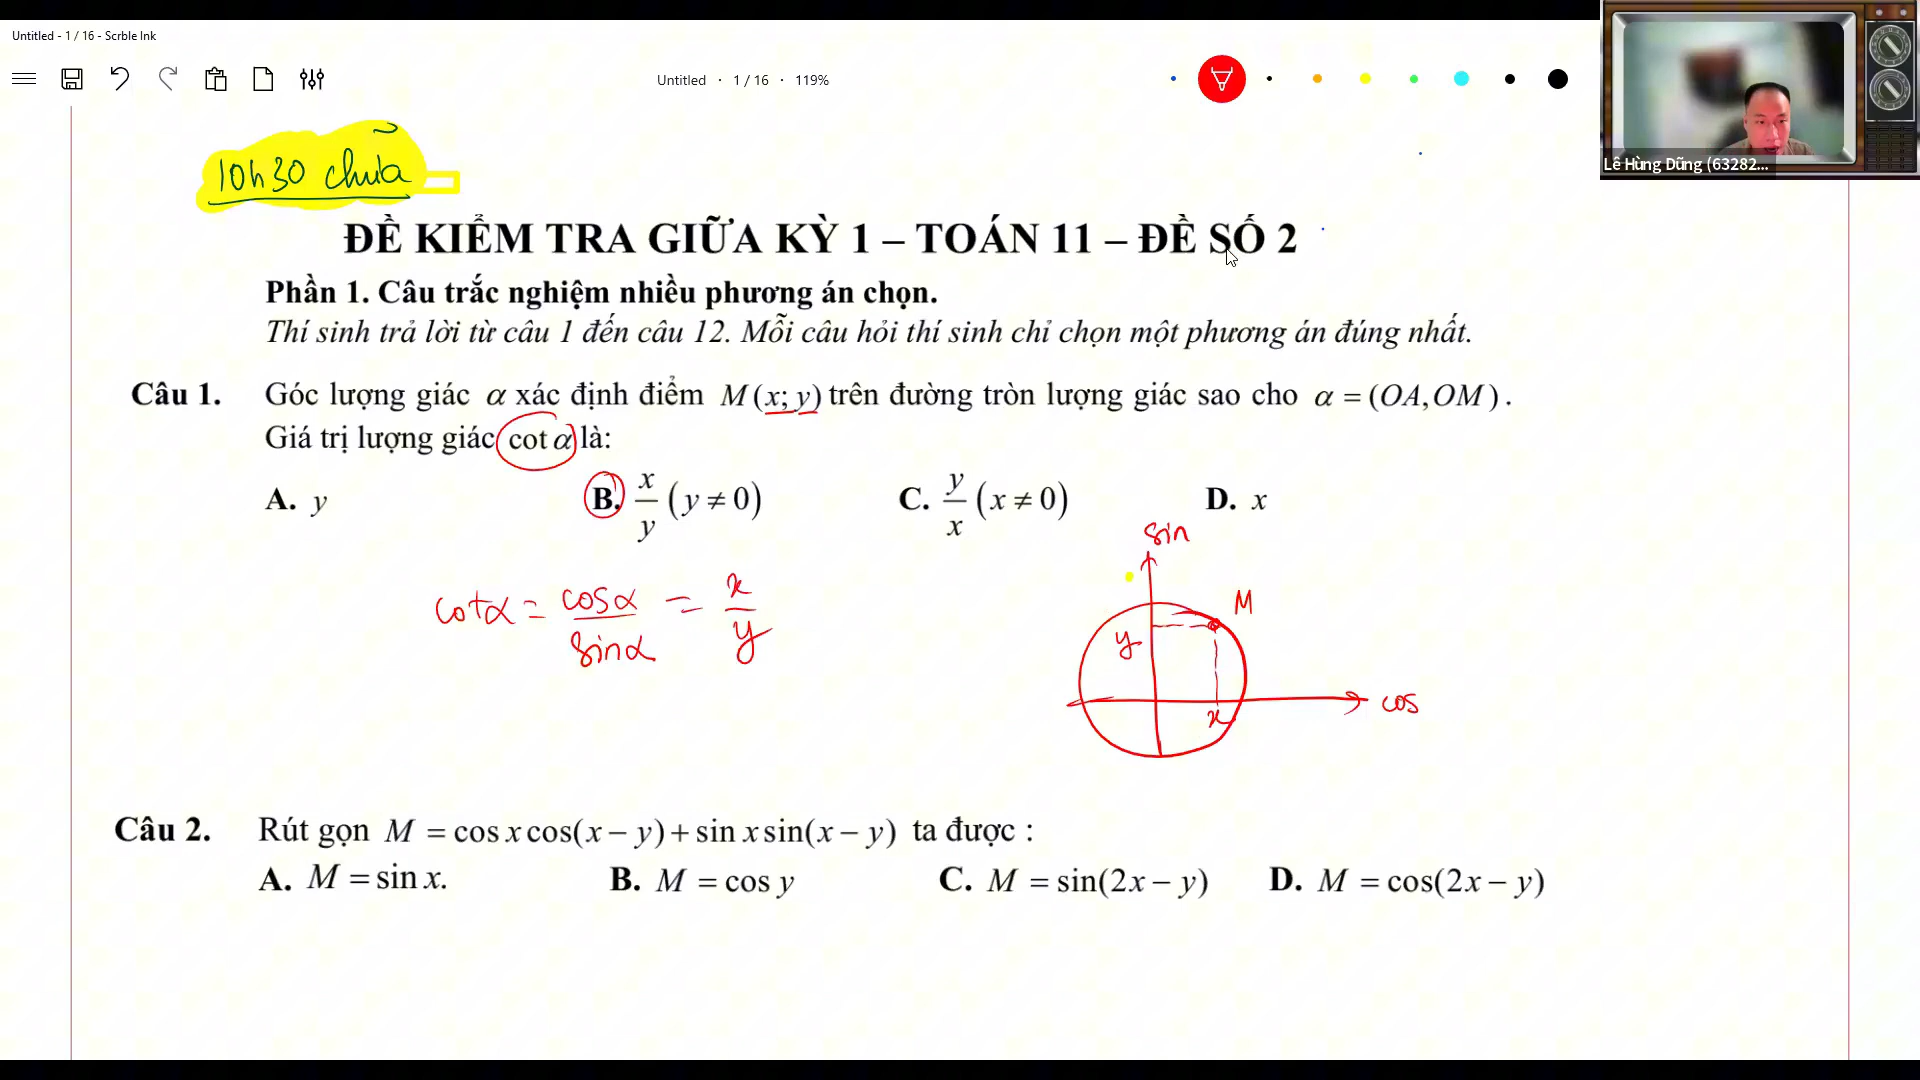 Untitled - 1 / 16 - Scrble Ink
Untitled · 1 / 16 · 119%
Lê Hùng Dũng (63282...
10h30 chữa
ĐỀ KIỂM TRA GIỮA KỲ 1 – TOÁN 11 – ĐỀ SỐ 2
Phần 1. Câu trắc nghiệm nhiều phương án chọn.
Thí sinh trả lời từ câu 1 đến câu 12. Mỗi câu hỏi thí sinh chỉ chọn một phương án đúng nhất.
Câu 1. Góc lượng giác α xác định điểm M(x; y) trên đường tròn lượng giác sao cho α = (OA,OM).
Giá trị lượng giác cot α là:
A. y B. x/y (y ≠ 0) C. y/x (x ≠ 0) D. x
cotα = cosα/sinα = x/y
sin
M
y
x
cos
Câu 2. Rút gọn M = cos x cos(x − y) + sin x sin(x − y) ta được :
A. M = sin x. B. M = cos y C. M = sin(2x − y) D. M = cos(2x − y)